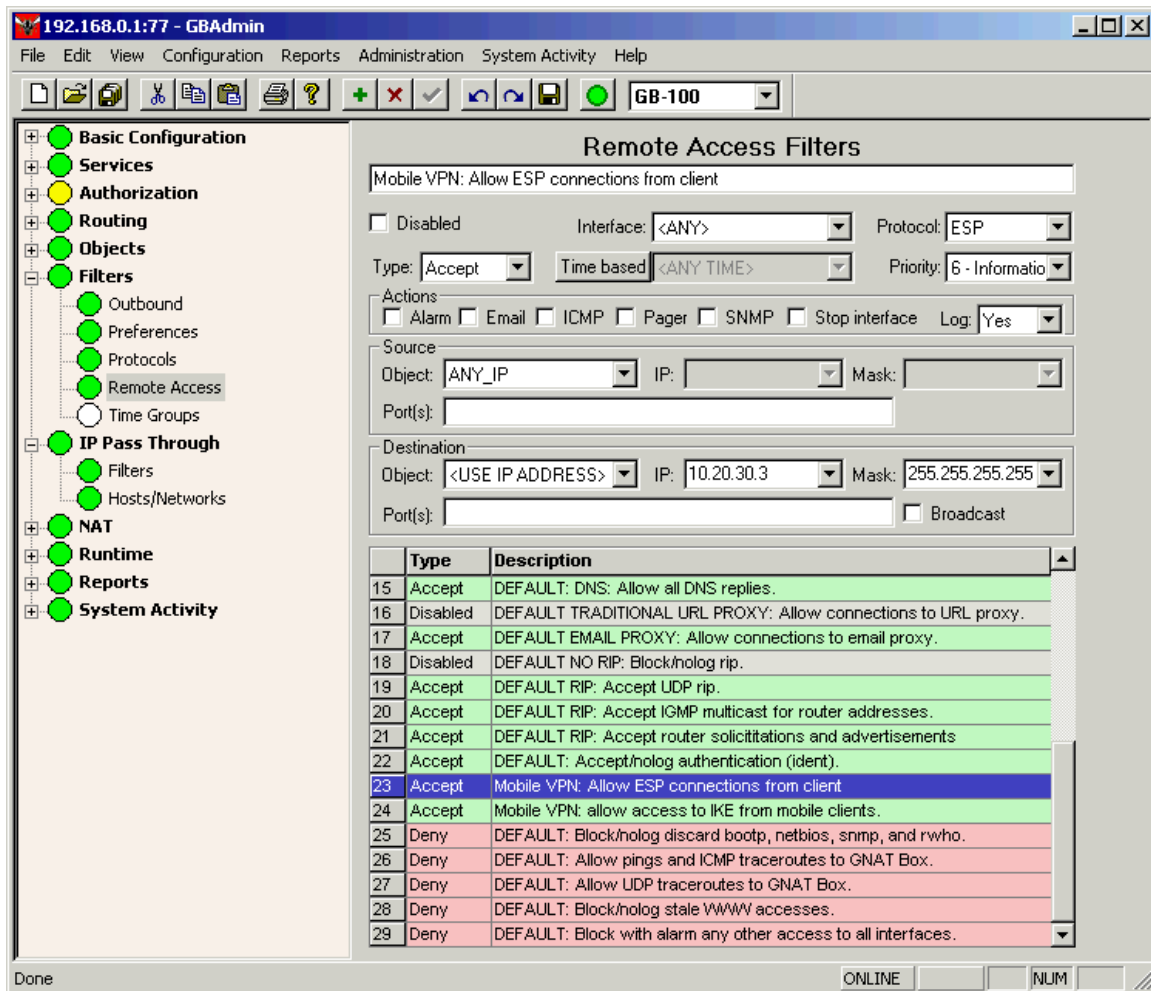 192.168.0.1:77 - GBAdmin
File Edit View Configuration Reports Administration System Activity Help
GB-100
Basic Configuration
Services
Authorization
Routing
Objects
Filters
Outbound
Preferences
Protocols
Remote Access
Time Groups
IP Pass Through
Filters
Hosts/Networks
NAT
Runtime
Reports
System Activity
Remote Access Filters
Mobile VPN: Allow ESP connections from client
Disabled Interface: <ANY> Protocol: ESP
Type: Accept Time based <ANY TIME> Priority: 6 - Informatio
Actions
Alarm Email ICMP Pager SNMP Stop interface Log: Yes
Source
Object: ANY_IP IP: Mask:
Port(s):
Destination
Object: <USE IP ADDRESS> IP: 10.20.30.3 Mask: 255.255.255.255
Port(s): Broadcast
Type Description
15 Accept DEFAULT: DNS: Allow all DNS replies.
16 Disabled DEFAULT TRADITIONAL URL PROXY: Allow connections to URL proxy.
17 Accept DEFAULT EMAIL PROXY: Allow connections to email proxy.
18 Disabled DEFAULT NO RIP: Block/nolog rip.
19 Accept DEFAULT RIP: Accept UDP rip.
20 Accept DEFAULT RIP: Accept IGMP multicast for router addresses.
21 Accept DEFAULT RIP: Accept router solicititations and advertisements
22 Accept DEFAULT: Accept/nolog authentication (ident).
23 Accept Mobile VPN: Allow ESP connections from client
24 Accept Mobile VPN: allow access to IKE from mobile clients.
25 Deny DEFAULT: Block/nolog discard bootp, netbios, snmp, and rwho.
26 Deny DEFAULT: Allow pings and ICMP traceroutes to GNAT Box.
27 Deny DEFAULT: Allow UDP traceroutes to GNAT Box.
28 Deny DEFAULT: Block/nolog stale WWW accesses.
29 Deny DEFAULT: Block with alarm any other access to all interfaces.
Done ONLINE NUM